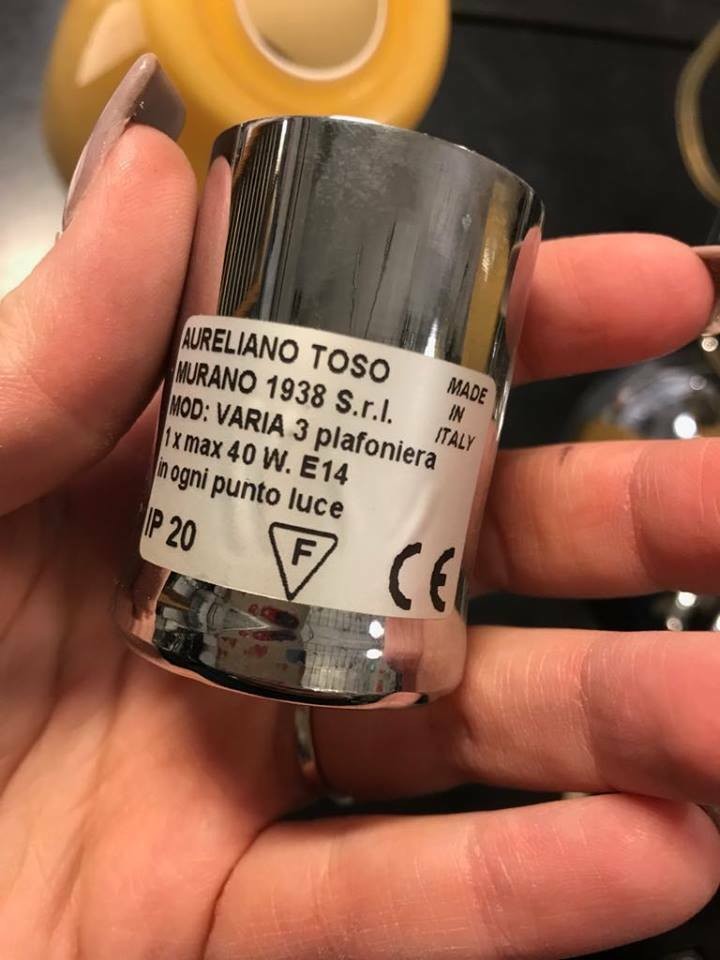 AURELIANO TOSO
MURANO 1938 S.r.l.
MOD: VARIA 3 plafoniera
1 x max 40 W. E14
in ogni punto luce
MADE
IN
ITALY
IP 20
F
CE